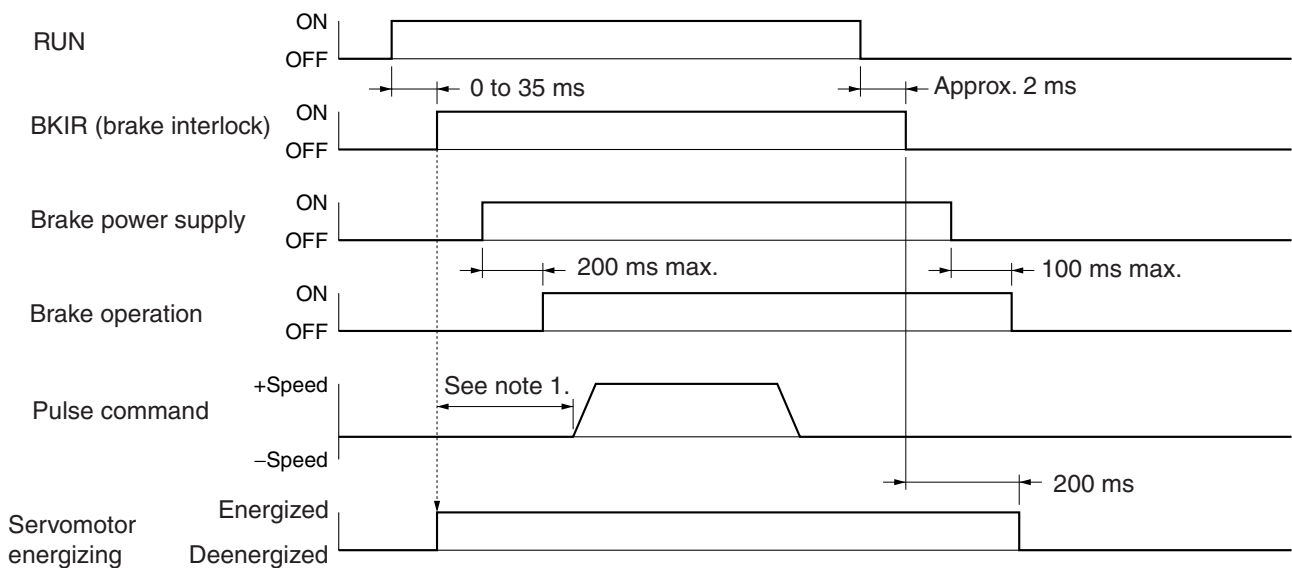 RUN
ON
OFF
0 to 35 ms
Approx. 2 ms
BKIR (brake interlock)
ON
OFF
Brake power supply
ON
OFF
200 ms max.
100 ms max.
Brake operation
ON
OFF
Pulse command
+Speed
See note 1.
−Speed
200 ms
Servomotor
energizing
Energized
Deenergized